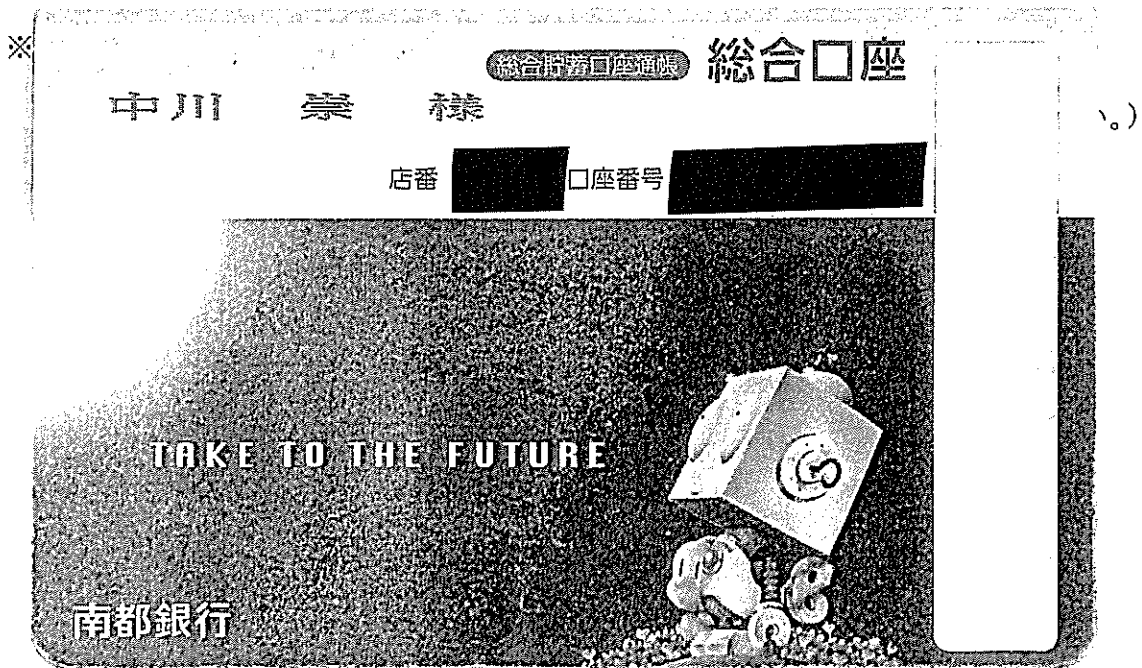 ※
総合貯蓄口座通帳 総合口座
中川 崇 様
い。)
店番 口座番号
TAKE TO THE FUTURE
南都銀行